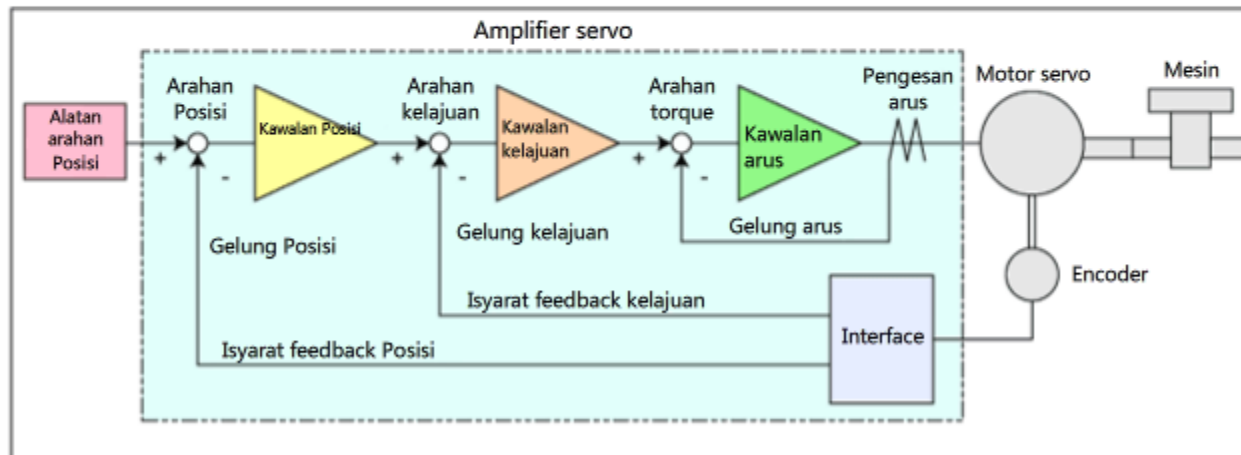 Amplifier servo
Alatan
arahan
Posisi
Arahan
Posisi
Kawalan Posisi
Arahan
kelajuan
Kawalan
kelajuan
Arahan
torque
Kawalan
arus
Pengesan
arus
Motor servo
Mesin
+
-
+
-
+
-
Gelung Posisi
Gelung kelajuan
Gelung arus
Encoder
Isyarat feedback kelajuan
Interface
Isyarat feedback Posisi